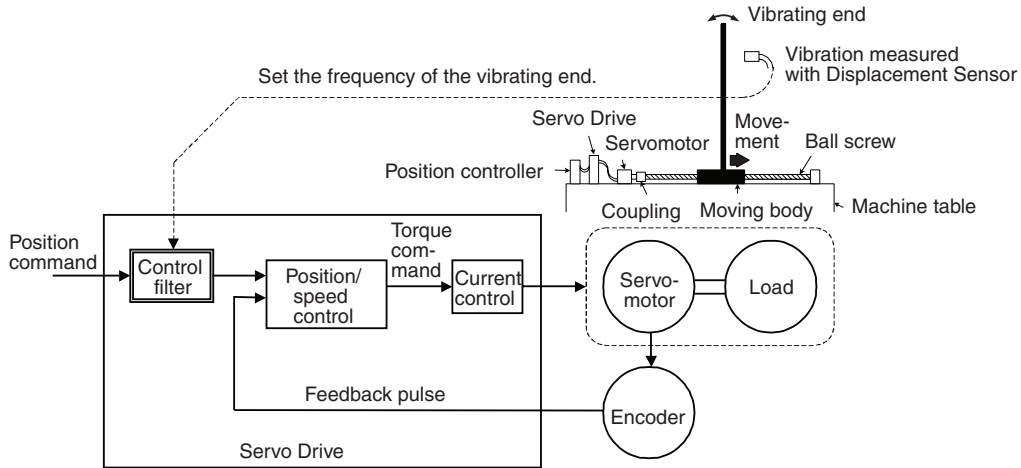 Vibrating end
Vibration measured
with Displacement Sensor
Set the frequency of the vibrating end.
Servo Drive
Servomotor
Move-
ment
Ball screw
Position controller
Coupling
Moving body
Machine table
Position
command
Control
filter
Position/
speed
control
Torque
com-
mand
Current
control
Servo-
motor
Load
Feedback pulse
Encoder
Servo Drive